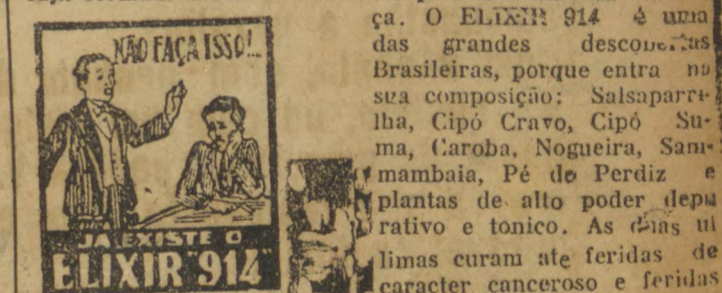 NÃO FAÇA ISSO!..
JÁ EXISTE O
ELIXIR "914"
ça. O ELIXIR 914 é uma
das grandes descobertas
Brasileiras, porque entra na
sua composição: Salsaparri-
lha, Cipó Cravo, Cipó Su-
ma, Caroba, Nogueira, Sam-
mambaia, Pé de Perdiz e
plantas de alto poder depu
rativo e tonico. As duas ul
limas curam ate feridas de
caracter canceroso e feridas